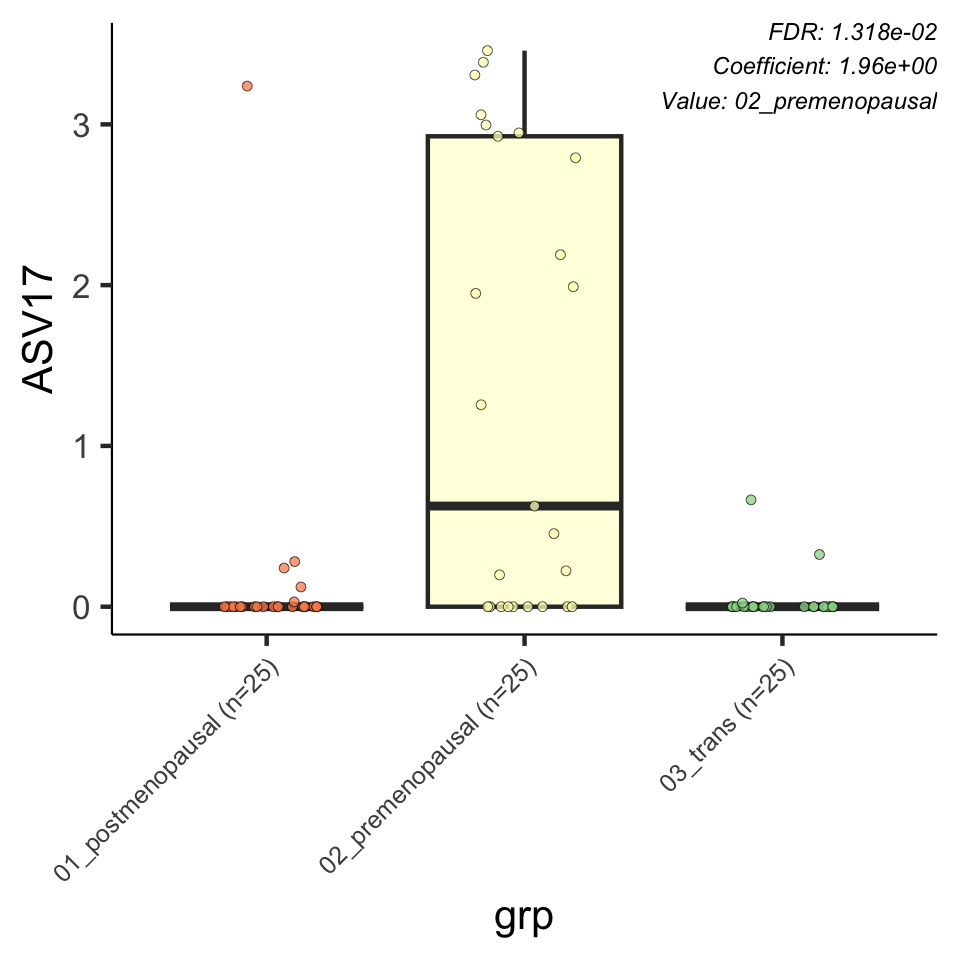 FDR: 1.318e-02
Coefficient: 1.96e+00
Value: 02_premenopausal
ASV17
3
2
1
0
01_postmenopausal (n=25)
02_premenopausal (n=25)
03_trans (n=25)
grp